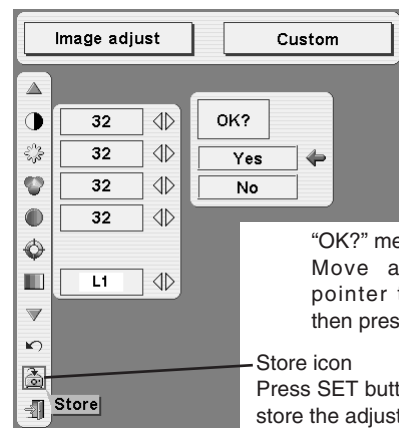 Image adjust
Custom
32
32
32
32
L1
OK?
Yes
No
Store
"OK?" me
Move a
pointer t
then pres
Store icon
Press SET butt
store the adjust